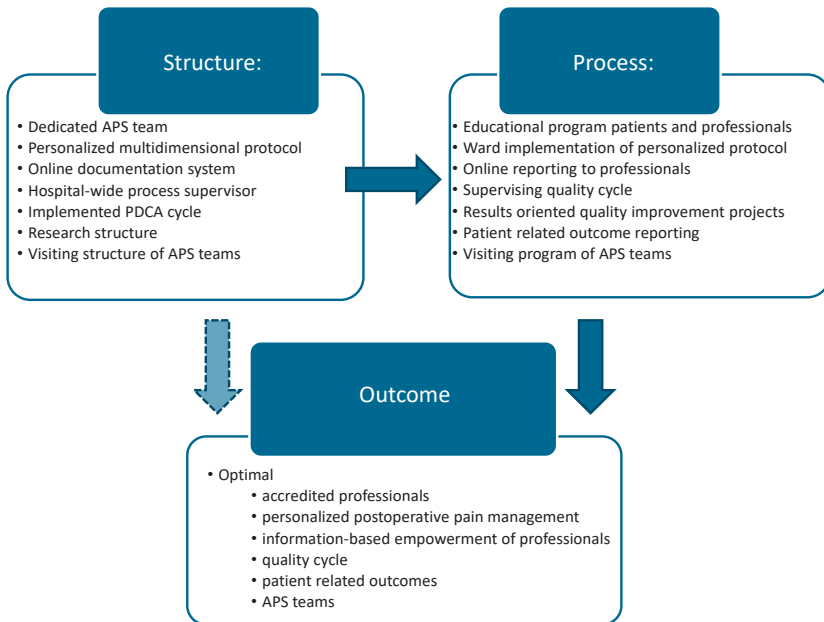 Structure:
• Dedicated APS team
• Personalized multidimensional protocol
• Online documentation system
• Hospital-wide process supervisor
• Implemented PDCA cycle
• Research structure
• Visiting structure of APS teams
Process:
• Educational program patients and professionals
• Ward implementation of personalized protocol
• Online reporting to professionals
• Supervising quality cycle
• Results oriented quality improvement projects
• Patient related outcome reporting
• Visiting program of APS teams
Outcome
• Optimal
• accredited professionals
• personalized postoperative pain management
• information-based empowerment of professionals
• quality cycle
• patient related outcomes
• APS teams